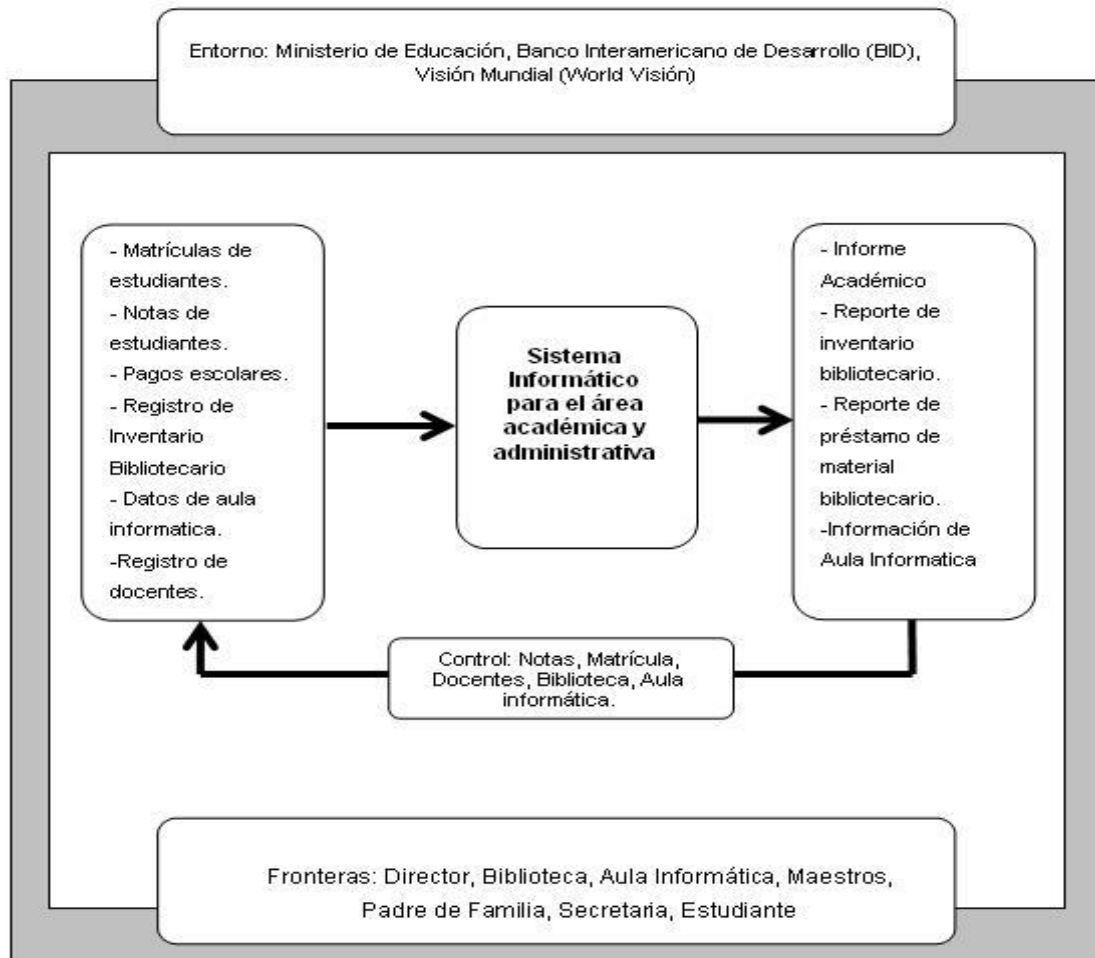 Entorno: Ministerio de Educación, Banco Interamericano de Desarrollo (BID),
Visión Mundial (World Visión)
- Matrículas de
estudiantes.
- Notas de
estudiantes.
- Pagos escolares.
- Registro de
Inventario
Bibliotecario
- Datos de aula
informatica.
-Registro de
docentes.
Sistema
Informático
para el área
académica y
administrativa
- Informe
Académico
- Reporte de
inventario
bibliotecario.
- Reporte de
préstamo de
material
bibliotecario.
-Información de
Aula Informatica
Control: Notas, Matrícula,
Docentes, Biblioteca, Aula
informática.
Fronteras: Director, Biblioteca, Aula Informática, Maestros,
Padre de Familia, Secretaria, Estudiante